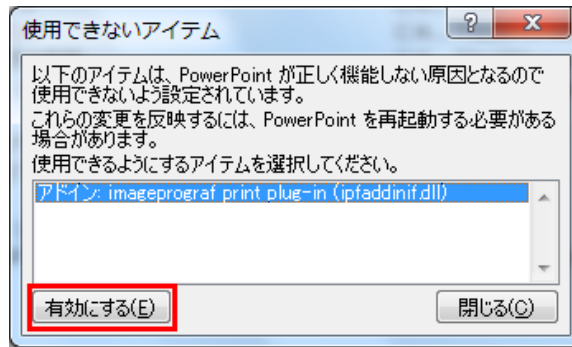 使用できないアイテム
以下のアイテムは、PowerPoint が正しく機能しない原因となるので
使用できないよう設定されています。
これらの変更を反映するには、PowerPoint を再起動する必要がある
場合があります。
使用できるようにするアイテムを選択してください。
アドイン: imageprograf print plug-in (ipfaddinif.dll)
有効にする(E) 閉じる(C)